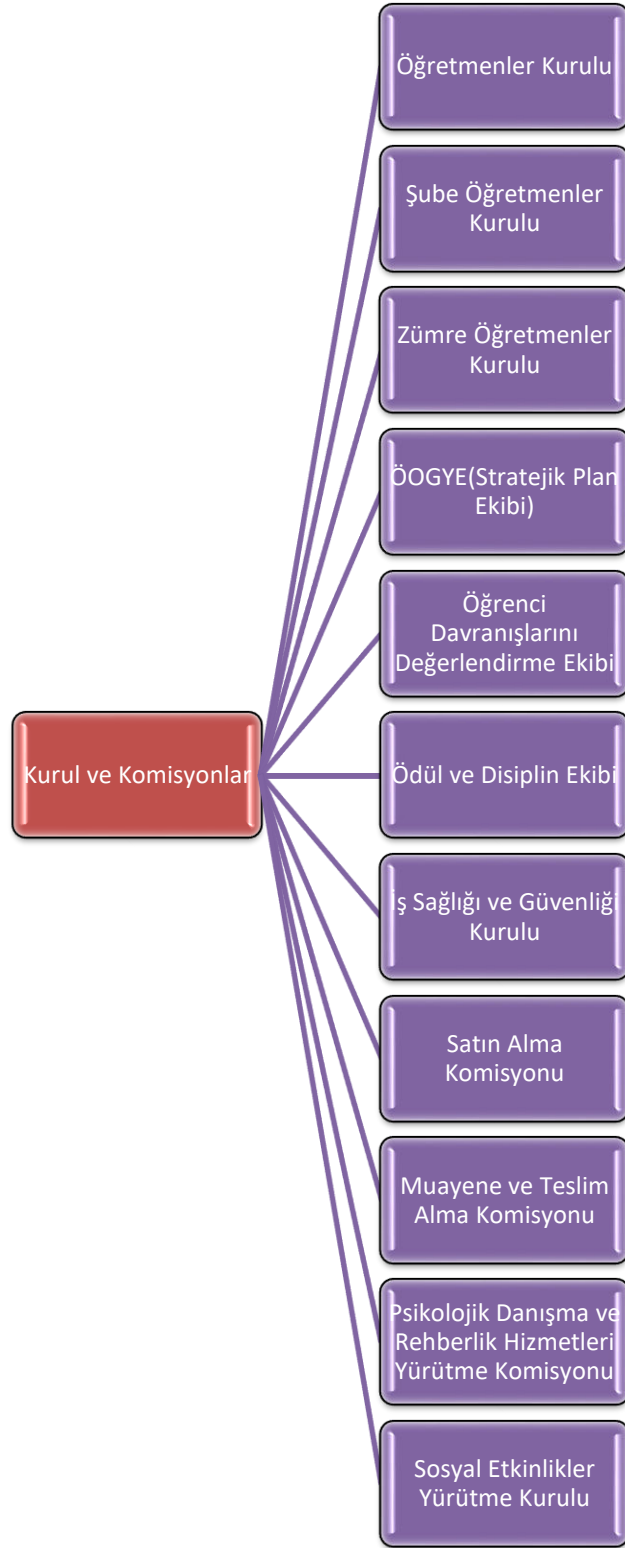 Öğretmenler Kurulu
Şube Öğretmenler
Kurulu
Zümre Öğretmenler
Kurulu
ÖOGYE(Stratejik Plan
Ekibi)
Öğrenci
Davranışlarını
Değerlendirme Ekibi
Kurul ve Komisyonlar
Ödül ve Disiplin Ekibi
İş Sağlığı ve Güvenliği
Kurulu
Satın Alma
Komisyonu
Muayene ve Teslim
Alma Komisyonu
Psikolojik Danışma ve
Rehberlik Hizmetleri
Yürütme Komisyonu
Sosyal Etkinlikler
Yürütme Kurulu